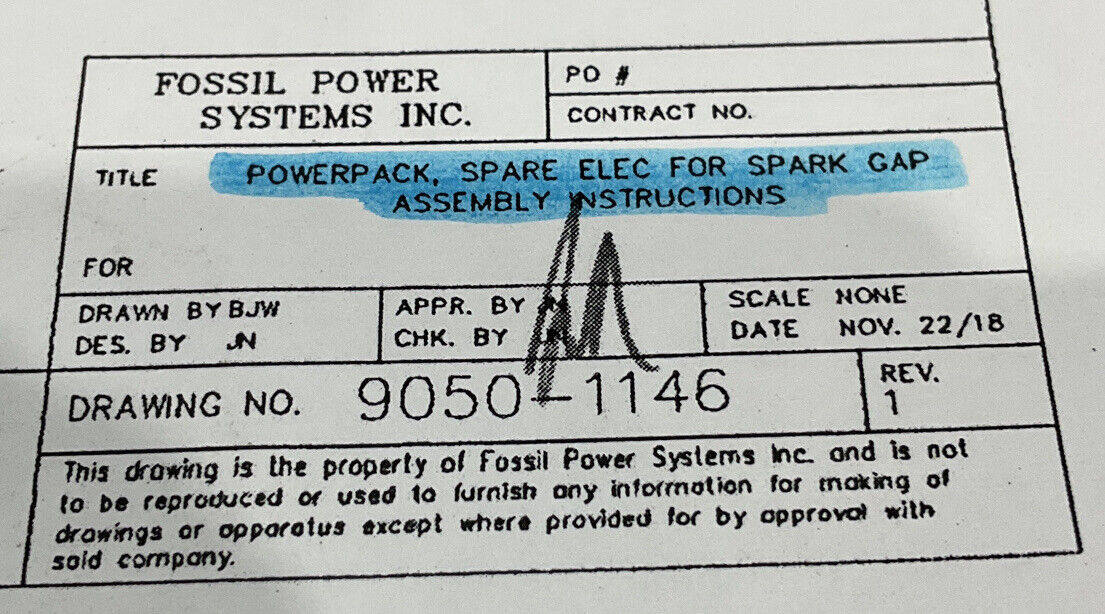 FOSSIL POWER
SYSTEMS INC.
PO #
CONTRACT NO.
TITLE
POWERPACK, SPARE ELEC FOR SPARK GAP
ASSEMBLY INSTRUCTIONS
FOR
DRAWN BY BJW
DES. BY JN
APPR. BY
CHK. BY
SCALE NONE
DATE NOV. 22/18
DRAWING NO. 9050-1146
REV.
1
This drawing is the property of Fossil Power Systems Inc. and is not
to be reproduced or used to furnish any information for making of
drawings or apparatus except where provided for by approval with
said company.